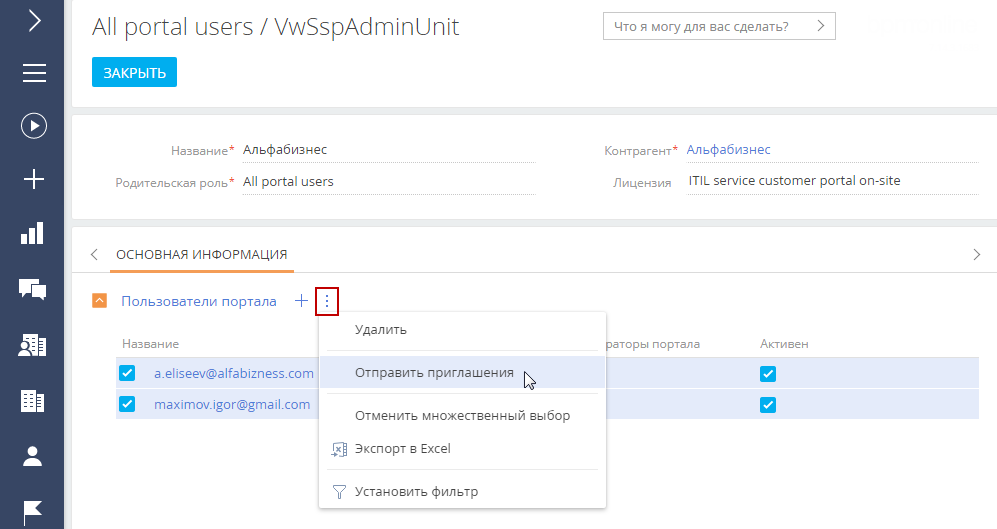 All portal users / VwSspAdminUnit
Что я могу для вас сделать?
ЗАКРЫТЬ
Название* Альфабизнес
Контрагент* Альфабизнес
Родительская роль* All portal users
Лицензия ITIL service customer portal on-site
ОСНОВНАЯ ИНФОРМАЦИЯ
Пользователи портала
Удалить
Название
раторы портала
Активен
a.eliseev@alfabizness.com
Отправить приглашения
maximov.igor@gmail.com
Отменить множественный выбор
Экспорт в Excel
Установить фильтр